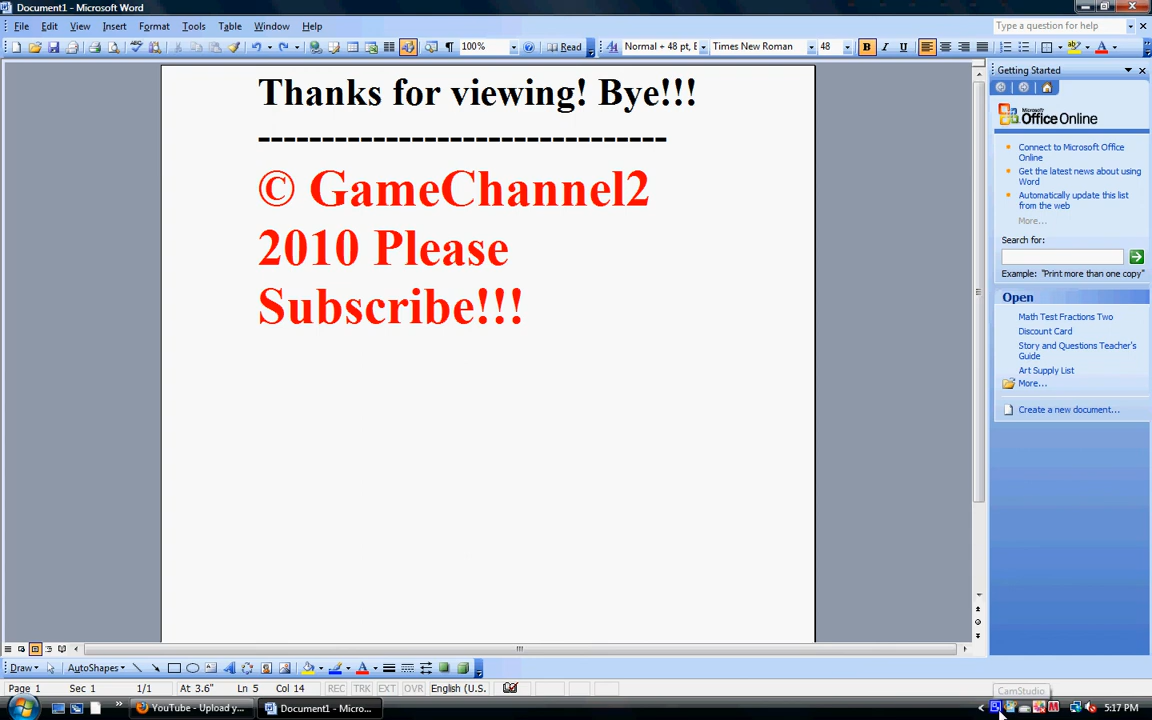 Document1 - Microsoft Word
File Edit View Insert Format Tools Table Window Help
Type a question for help
100% Read Normal + 48 pt, B Times New Roman 48 B I U
Getting Started
Thanks for viewing! Bye!!!
--------------------------------
© GameChannel2
2010 Please
Subscribe!!!
Office Online
Connect to Microsoft Office
Online
Get the latest news about using
Word
Automatically update this list
from the web
More...
Search for:
Example: "Print more than one copy"
Open
Math Test Fractions Two
Discount Card
Story and Questions Teacher's
Guide
Art Supply List
More...
Create a new document...
Draw AutoShapes
Page 1 Sec 1 1/1 At 3.6" Ln 5 Col 14 REC TRK EXT OVR English (U.S.
CamStudio
YouTube - Upload y... Document1 - Micro... 5:17 PM